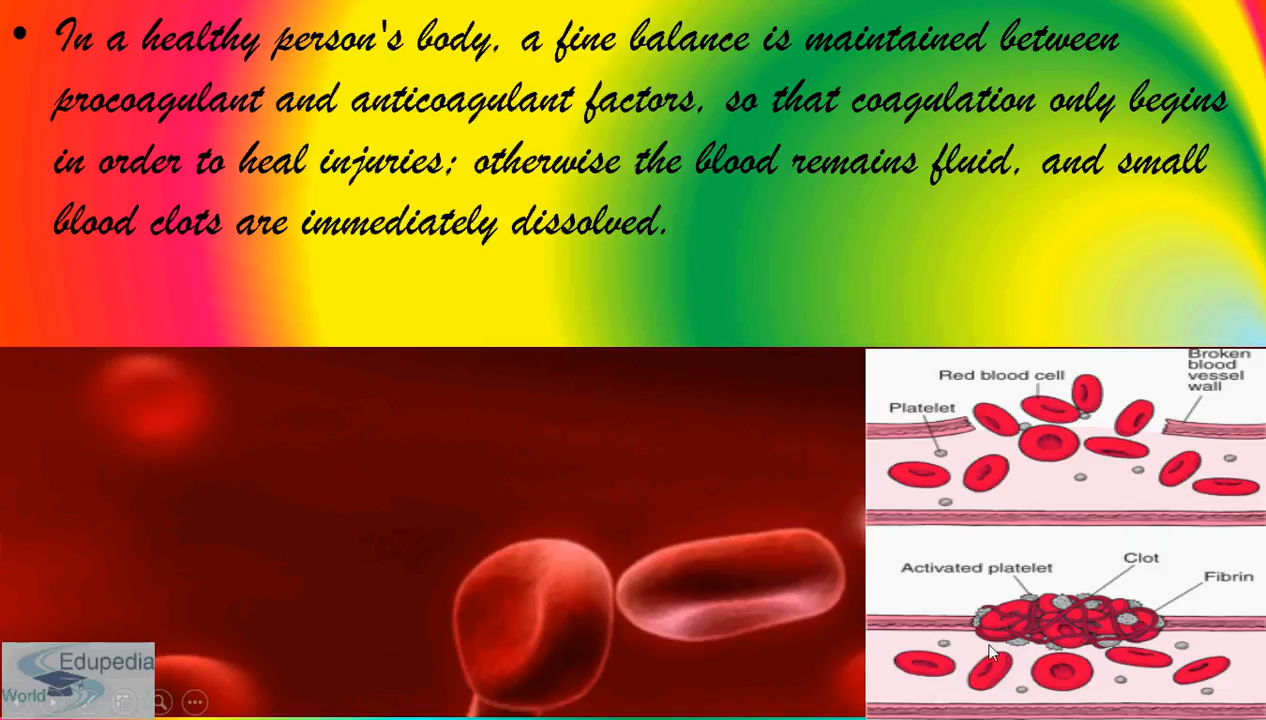 • In a healthy person's body, a fine balance is maintained between
procoagulant and anticoagulant factors, so that coagulation only begins
in order to heal injuries; otherwise the blood remains fluid, and small
blood clots are immediately dissolved.
Broken
blood
vessel
wall
Red blood cell
Platelet
Activated platelet
Clot
Fibrin
Edupedia
World